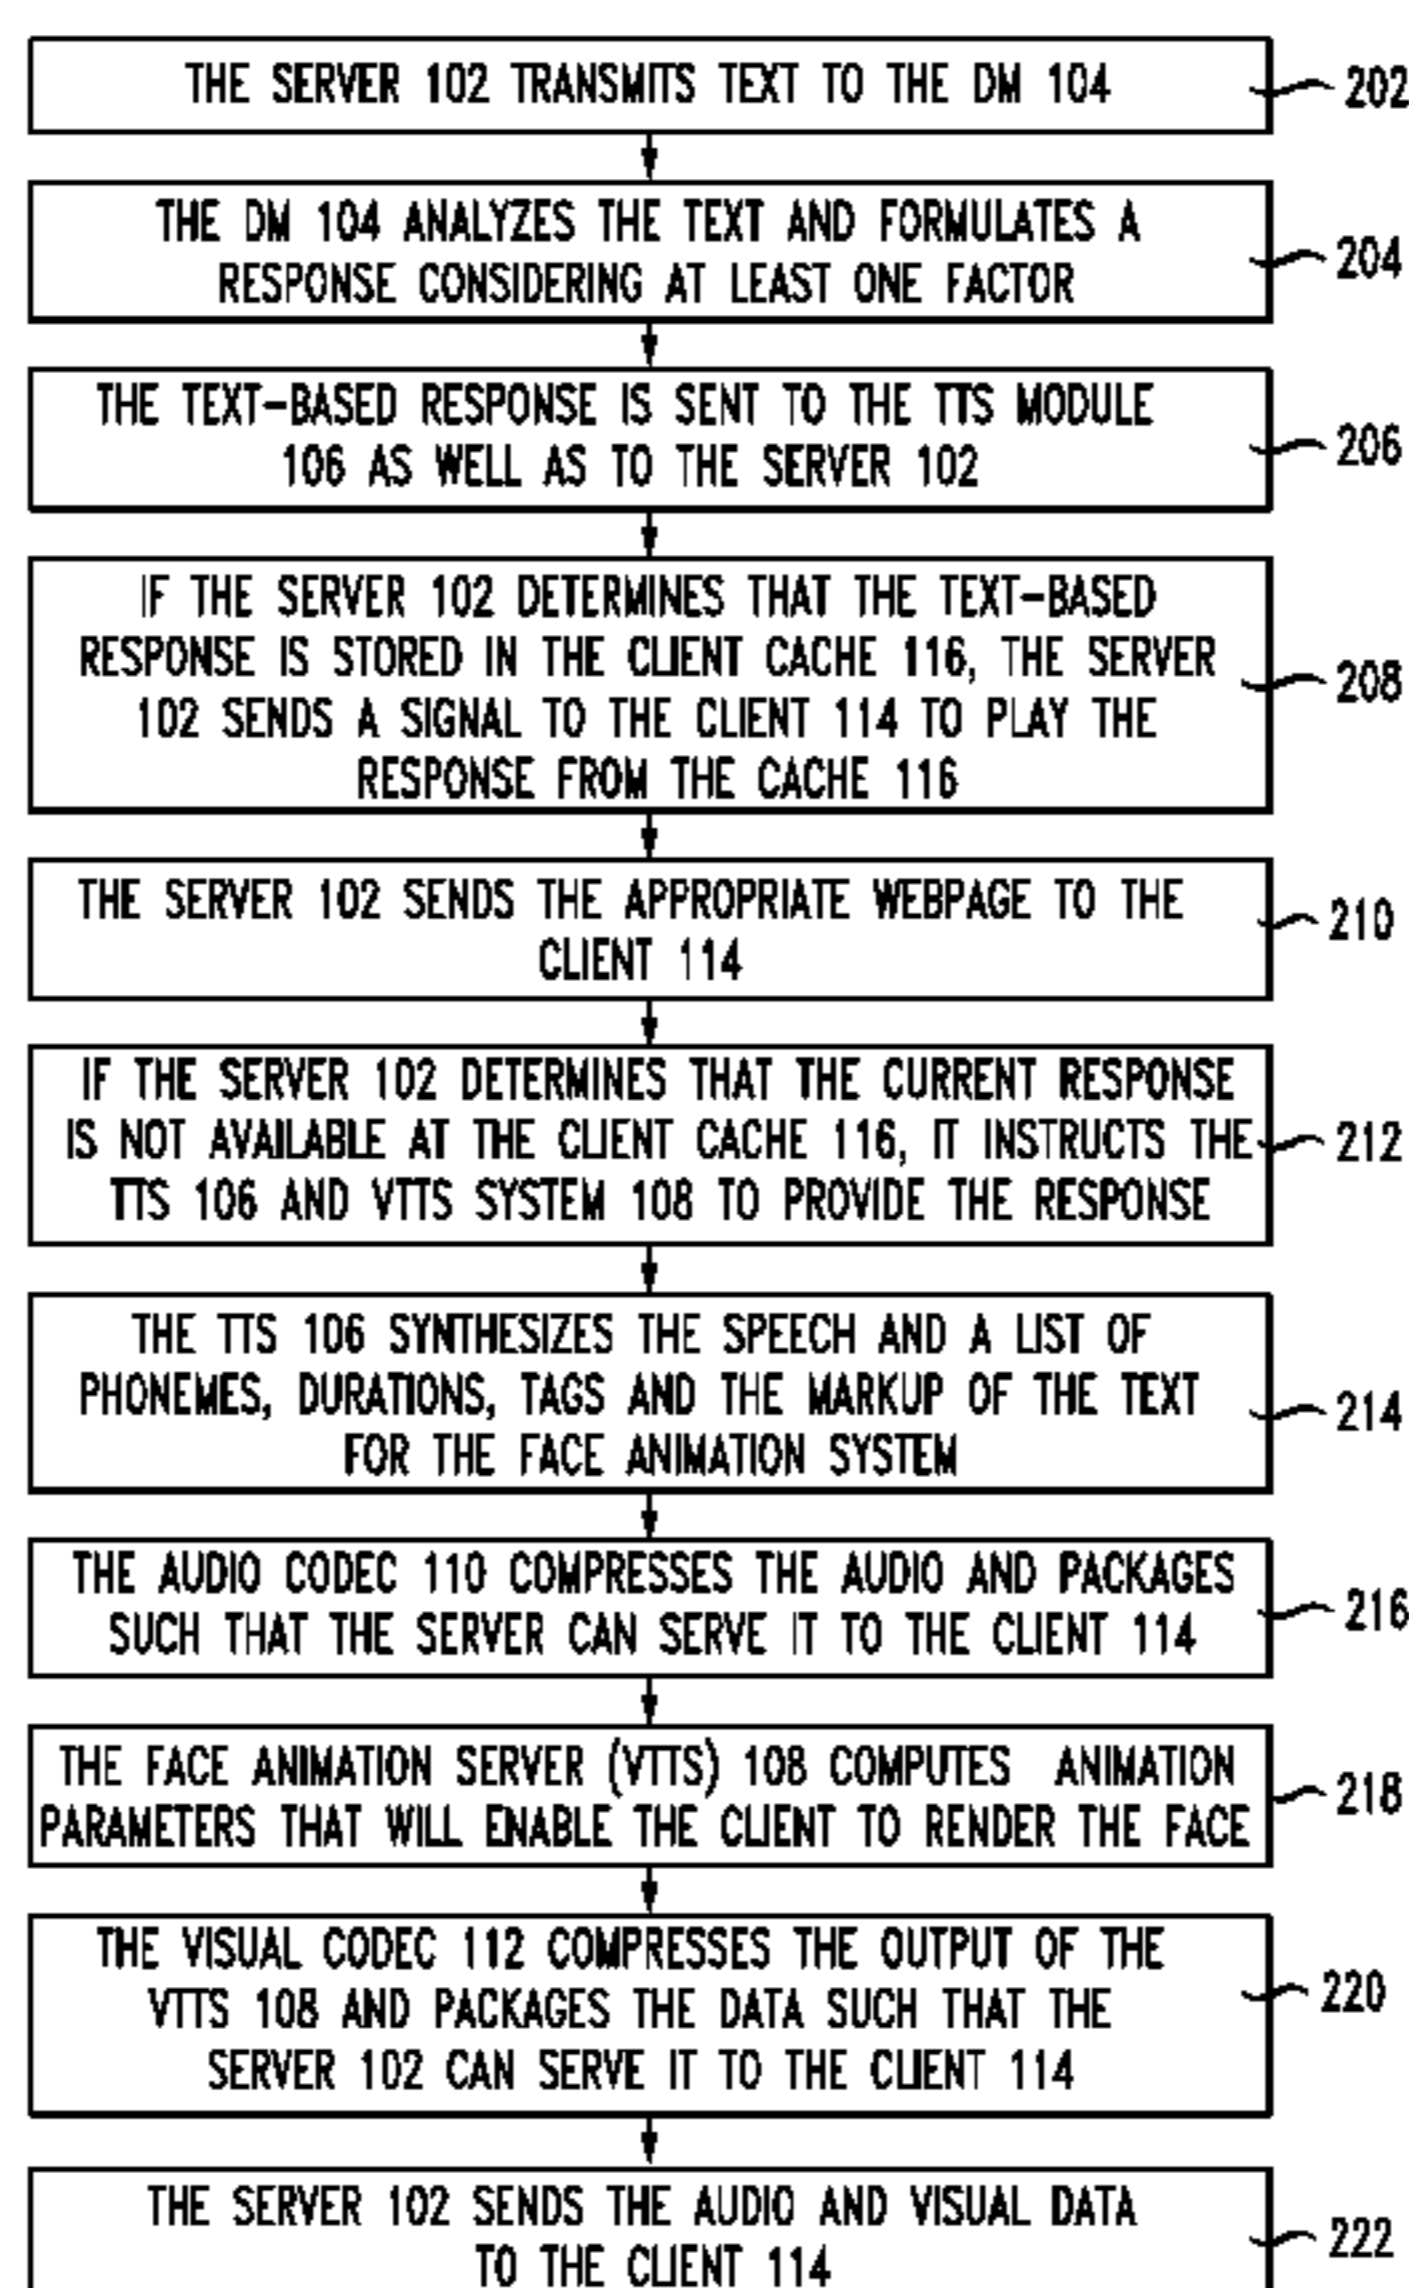 THE SERVER 102 TRANSMITS TEXT TO THE DM 104
202
THE DM 104 ANALYZES THE TEXT AND FORMULATES A
RESPONSE CONSIDERING AT LEAST ONE FACTOR
204
THE TEXT-BASED RESPONSE IS SENT TO THE TTS MODULE
106 AS WELL AS TO THE SERVER 102
206
IF THE SERVER 102 DETERMINES THAT THE TEXT-BASED
RESPONSE IS STORED IN THE CLIENT CACHE 116, THE SERVER
102 SENDS A SIGNAL TO THE CLIENT 114 TO PLAY THE
RESPONSE FROM THE CACHE 116
208
THE SERVER 102 SENDS THE APPROPRIATE WEBPAGE TO THE
CLIENT 114
210
IF THE SERVER 102 DETERMINES THAT THE CURRENT RESPONSE
IS NOT AVAILABLE AT THE CLIENT CACHE 116, IT INSTRUCTS THE
TTS 106 AND VTTS SYSTEM 108 TO PROVIDE THE RESPONSE
212
THE TTS 106 SYNTHESIZES THE SPEECH AND A LIST OF
PHONEMES, DURATIONS, TAGS AND THE MARKUP OF THE TEXT
FOR THE FACE ANIMATION SYSTEM
214
THE AUDIO CODEC 110 COMPRESSES THE AUDIO AND PACKAGES
SUCH THAT THE SERVER CAN SERVE IT TO THE CLIENT 114
216
THE FACE ANIMATION SERVER (VTTS) 108 COMPUTES ANIMATION
PARAMETERS THAT WILL ENABLE THE CLIENT TO RENDER THE FACE
218
THE VISUAL CODEC 112 COMPRESSES THE OUTPUT OF THE
VTTS 108 AND PACKAGES THE DATA SUCH THAT THE
SERVER 102 CAN SERVE IT TO THE CLIENT 114
220
THE SERVER 102 SENDS THE AUDIO AND VISUAL DATA
TO THE CLIENT 114
222